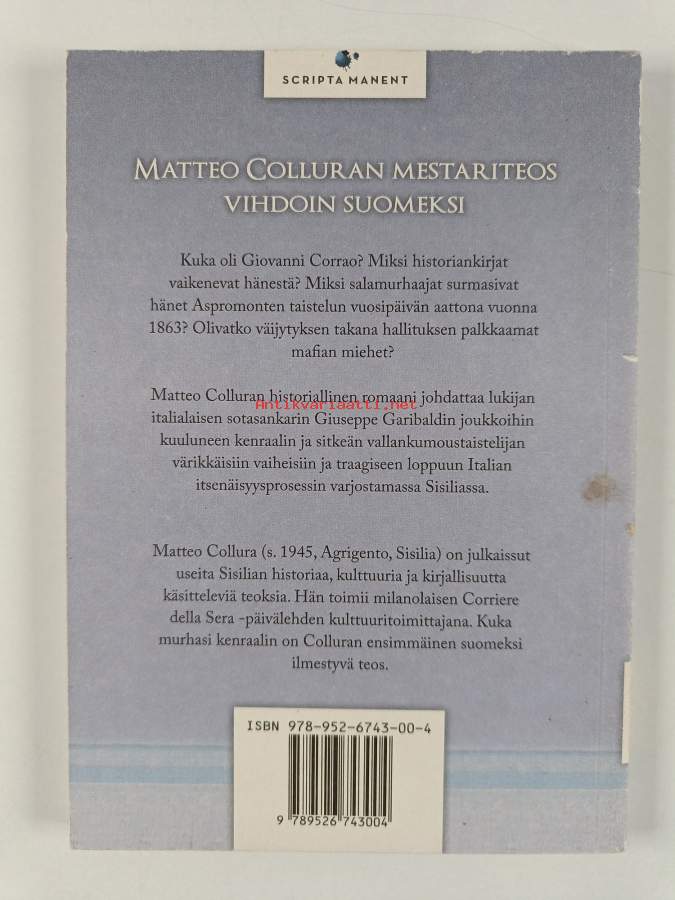 SCRIPTA MANENT
MATTEO COLLURAN MESTARITEOS
VIHDOIN SUOMEKSI
Kuka oli Giovanni Corrao? Miksi historiankirjat
vaikenevat hänestä? Miksi salamurhaajat surmasivat
hänet Aspromonten taistelun vuosipäivän aattona vuonna
1863? Olivatko väijytyksen takana hallituksen palkkaamat
mafian miehet?
Matteo Colluran historiallinen romaani johdattaa lukijan
Antikvariaatti.net
italialaisen sotasankarin Giuseppe Garibaldin joukkoihin
kuuluneen kenraalin ja sitkeän vallankumoustaistelijan
värikkäisiin vaiheisiin ja traagiseen loppuun Italian
itsenäisyysprosessin varjostamassa Sisiliassa.
Matteo Collura (s. 1945, Agrigento, Sisilia) on julkaissut
useita Sisilian historiaa, kulttuuria ja kirjallisuutta
käsitteleviä teoksia. Hän toimii milanolaisen Corriere
della Sera -päivälehden kulttuuritoimittajana. Kuka
murhasi kenraalin on Colluran ensimmäinen suomeksi
ilmestyvä teos.
ISBN 978-952-6743-00-4
9 789526 743004